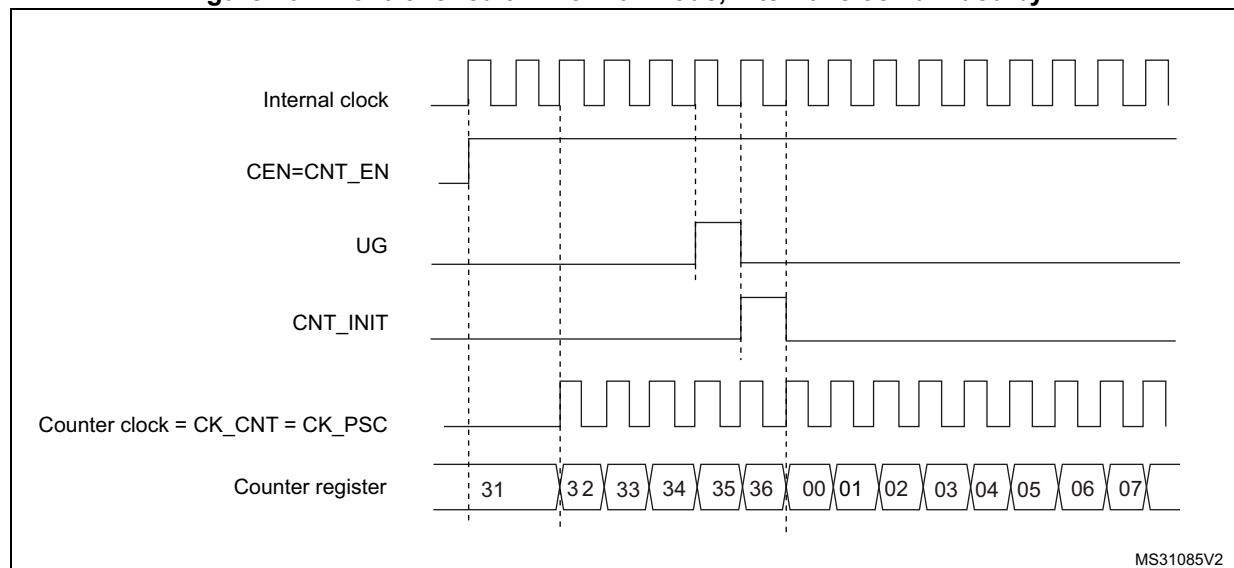 Internal clock
CEN=CNT_EN
UG
CNT_INIT
Counter clock = CK_CNT = CK_PSC
Counter register 31 32 33 34 35 36 00 01 02 03 04 05 06 07
MS31085V2